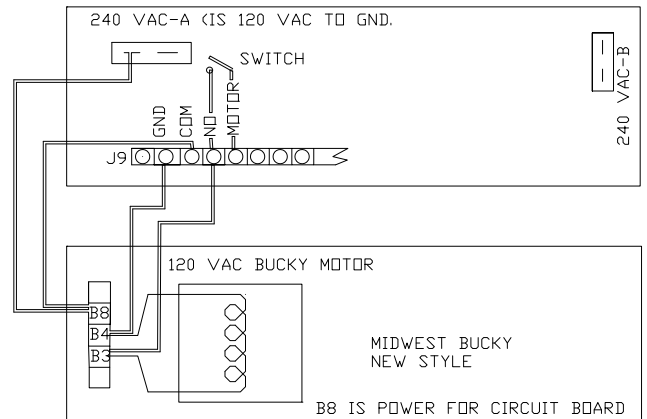 240 VAC-A (IS 120 VAC TO GND.
SWITCH
240 VAC-B
GND
COM
NO
MOTOR
J9
120 VAC BUCKY MOTOR
B8
B4
B3
MIDWEST BUCKY
NEW STYLE
B8 IS POWER FOR CIRCUIT BOARD